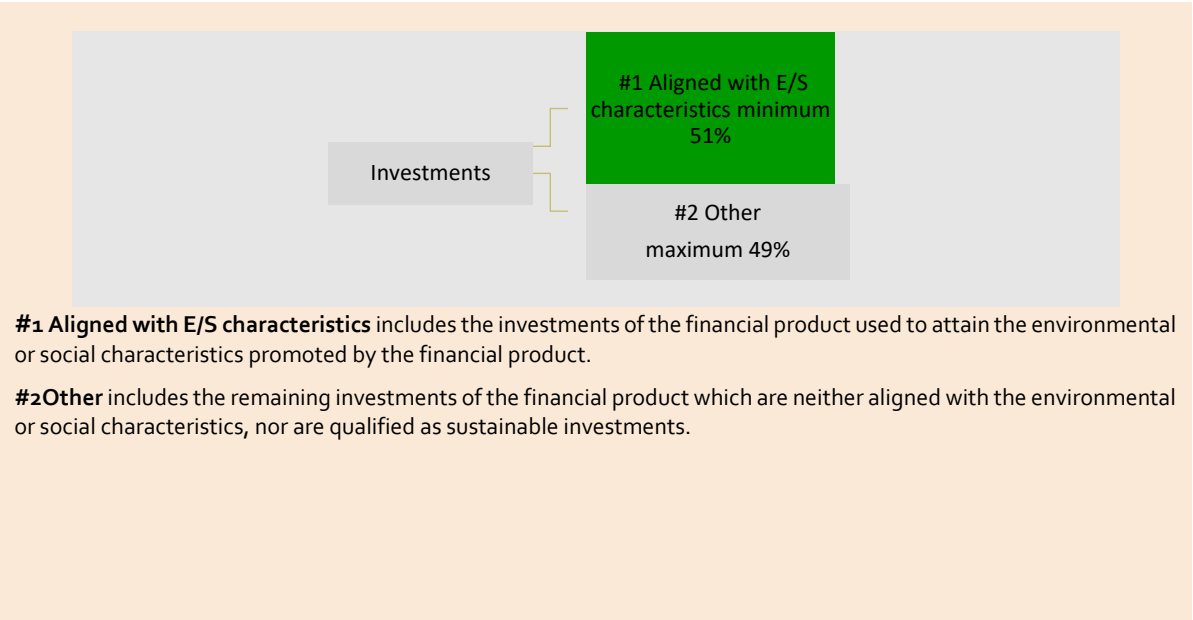 #1 Aligned with E/S
characteristics minimum
51%
Investments
#2 Other
maximum 49%
#1 Aligned with E/S characteristics includes the investments of the financial product used to attain the environmental
or social characteristics promoted by the financial product.
#2Other includes the remaining investments of the financial product which are neither aligned with the environmental
or social characteristics, nor are qualified as sustainable investments.